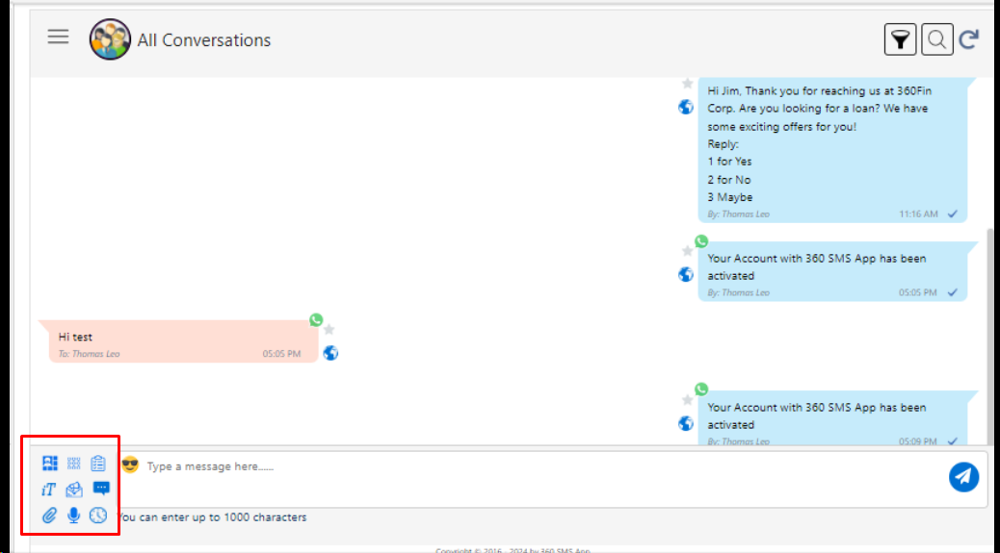 All Conversations
Hi Jim, Thank you for reaching us at 360Fin
Corp. Are you looking for a loan? We have
some exciting offers for you!
Reply:
1 for Yes
2 for No
3 Maybe
By: Thomas Leo 11:16 AM
Your Account with 360 SMS App has been
activated
By: Thomas Leo 05:05 PM
Hi test
To: Thomas Leo 05:05 PM
Your Account with 360 SMS App has been
activated
By: Thomas Leo 05:09 PM
iT
Type a message here......
You can enter up to 1000 characters
Copyright © 2016 - 2024 by 360 SMS App